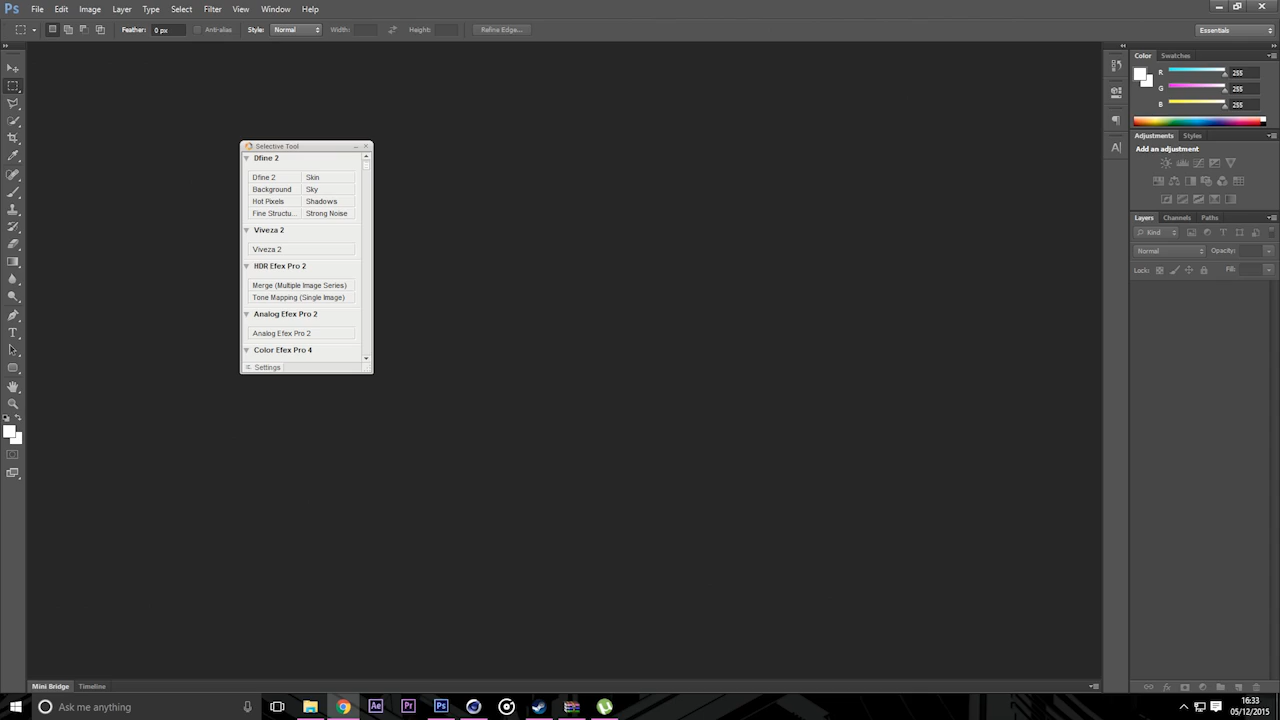 Ps File Edit Image Layer Type Select Filter View Window Help
Feather: 0 px Anti-alias Style: Normal Width: Height: Refine Edge... Essentials
Color Swatches
R 255
G 255
B 255
Adjustments Styles
Add an adjustment
Layers Channels Paths
Kind
Normal Opacity:
Lock: Fill:
Selective Tool
Dfine 2
Dfine 2 Skin
Background Sky
Hot Pixels Shadows
Fine Structu... Strong Noise
Viveza 2
Viveza 2
HDR Efex Pro 2
Merge (Multiple Image Series)
Tone Mapping (Single Image)
Analog Efex Pro 2
Analog Efex Pro 2
Color Efex Pro 4
Settings
Mini Bridge Timeline
Ask me anything
Ae Pr Ps
16:33
05/12/2015